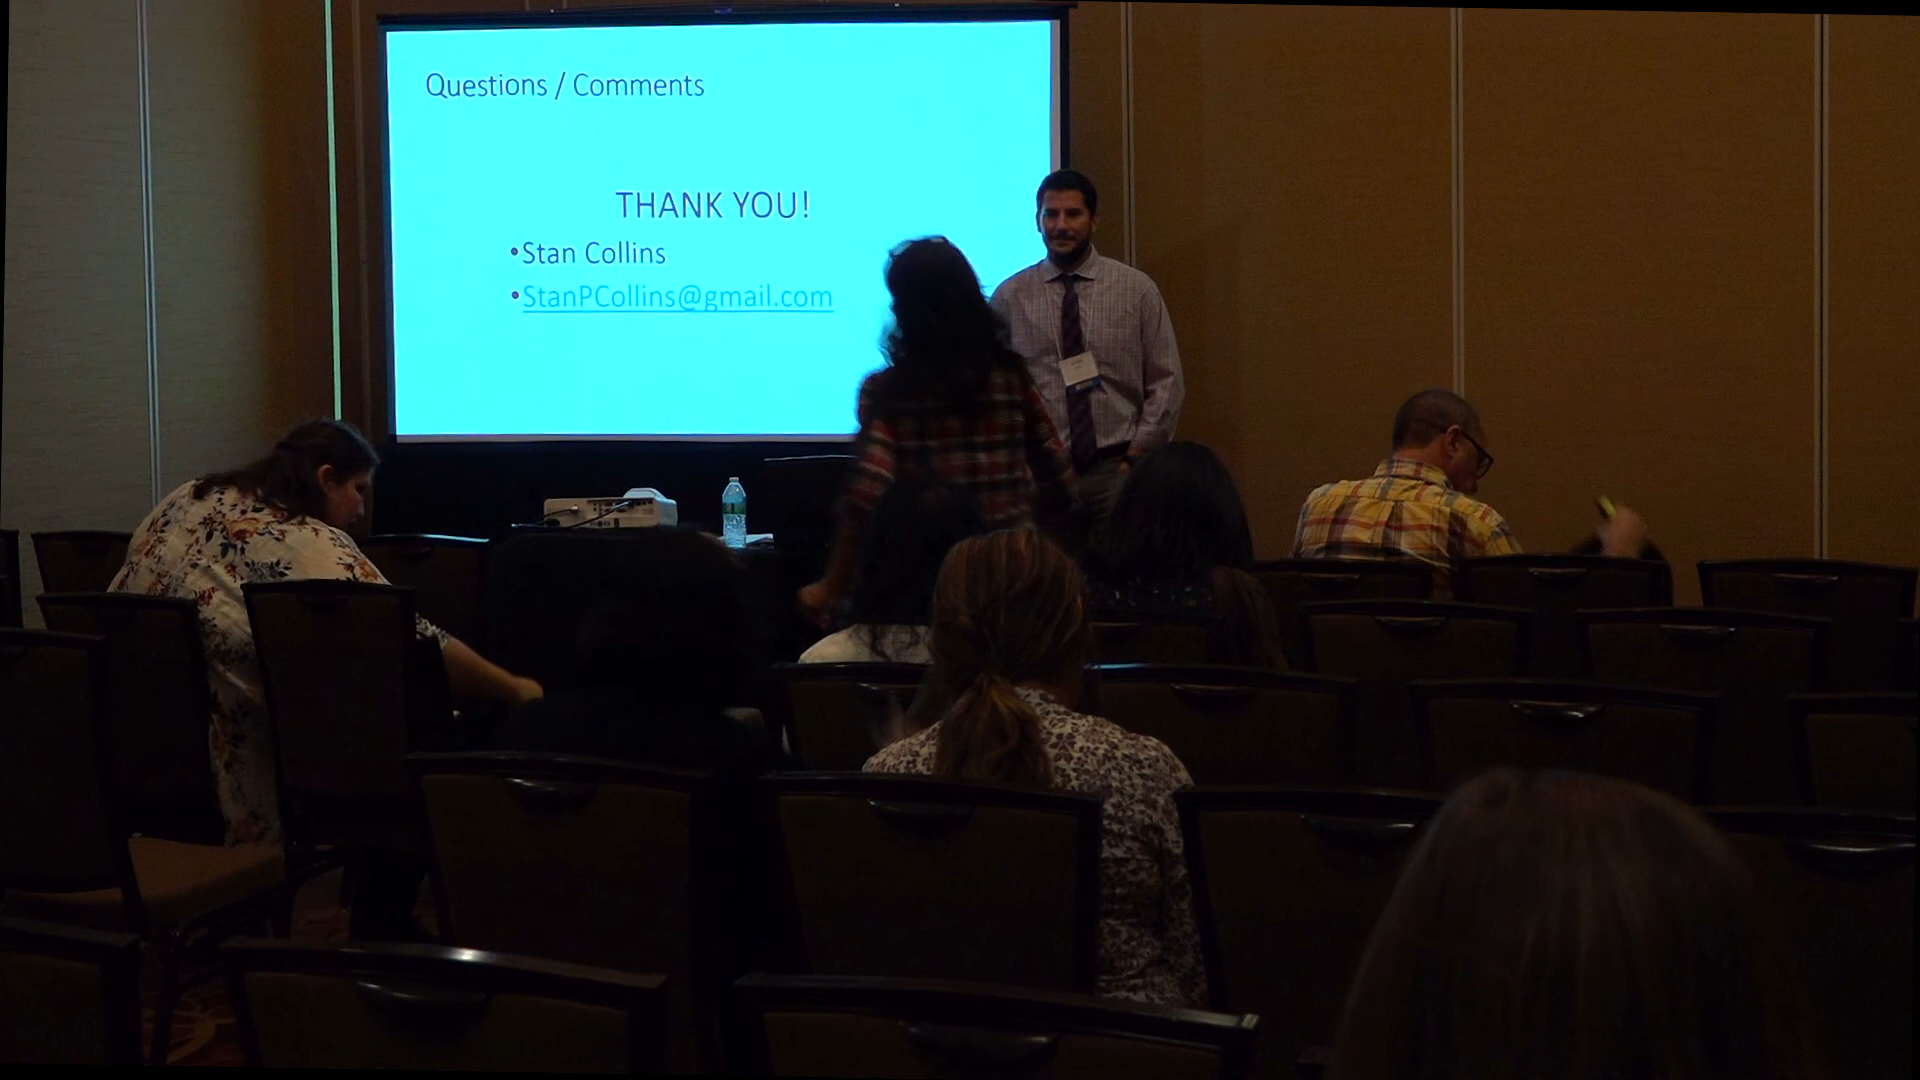 Questions / Comments
THANK YOU!
•Stan Collins
•StanPCollins@gmail.com